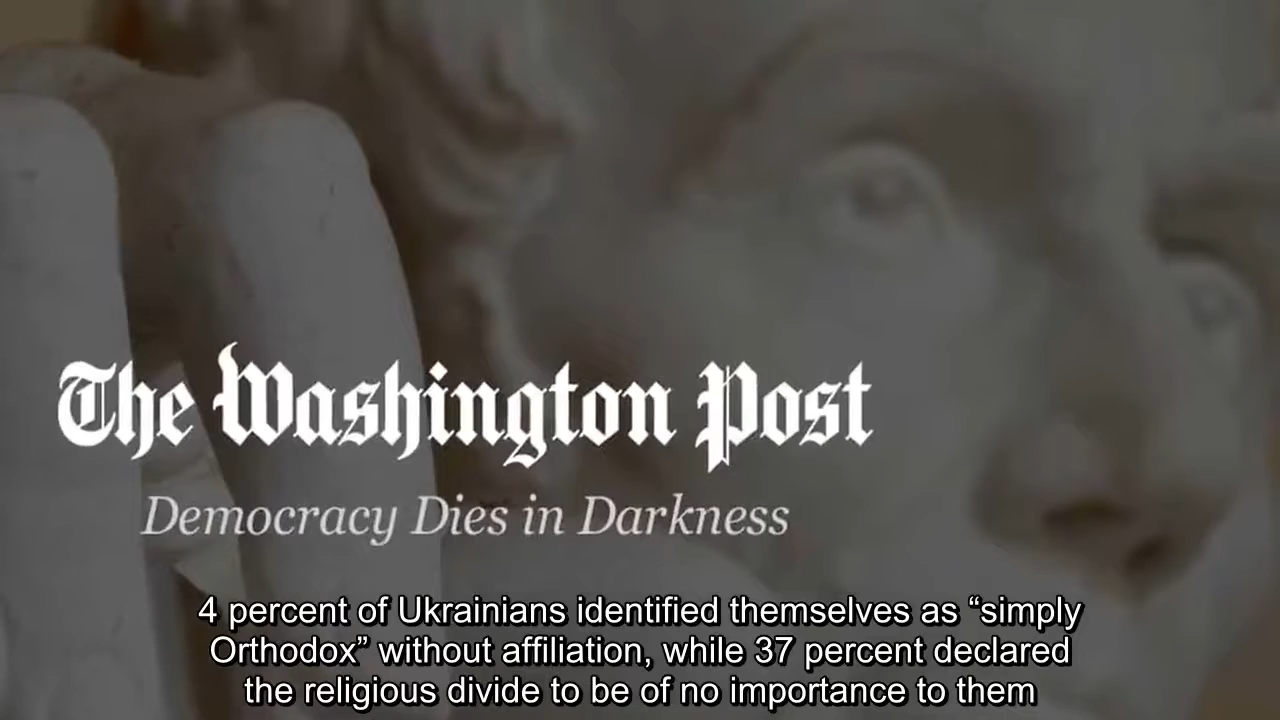 The Washington Post
Democracy Dies in Darkness
4 percent of Ukrainians identified themselves as “simply
Orthodox” without affiliation, while 37 percent declared
the religious divide to be of no importance to them